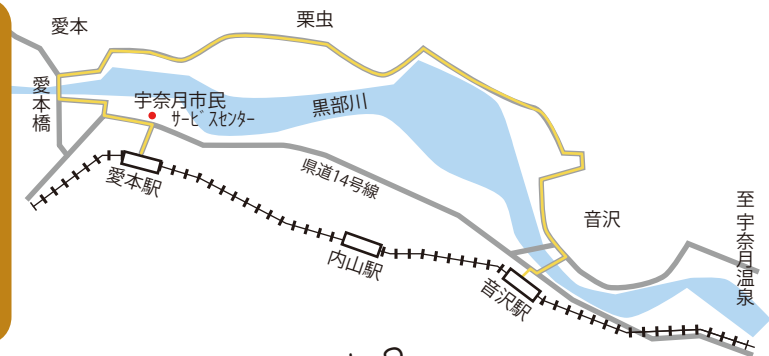 愛本
栗虫
愛本橋
宇奈月市民
サービスセンター
黒部川
県道14号線
愛本駅
内山駅
音沢駅
音沢
至宇奈月温泉